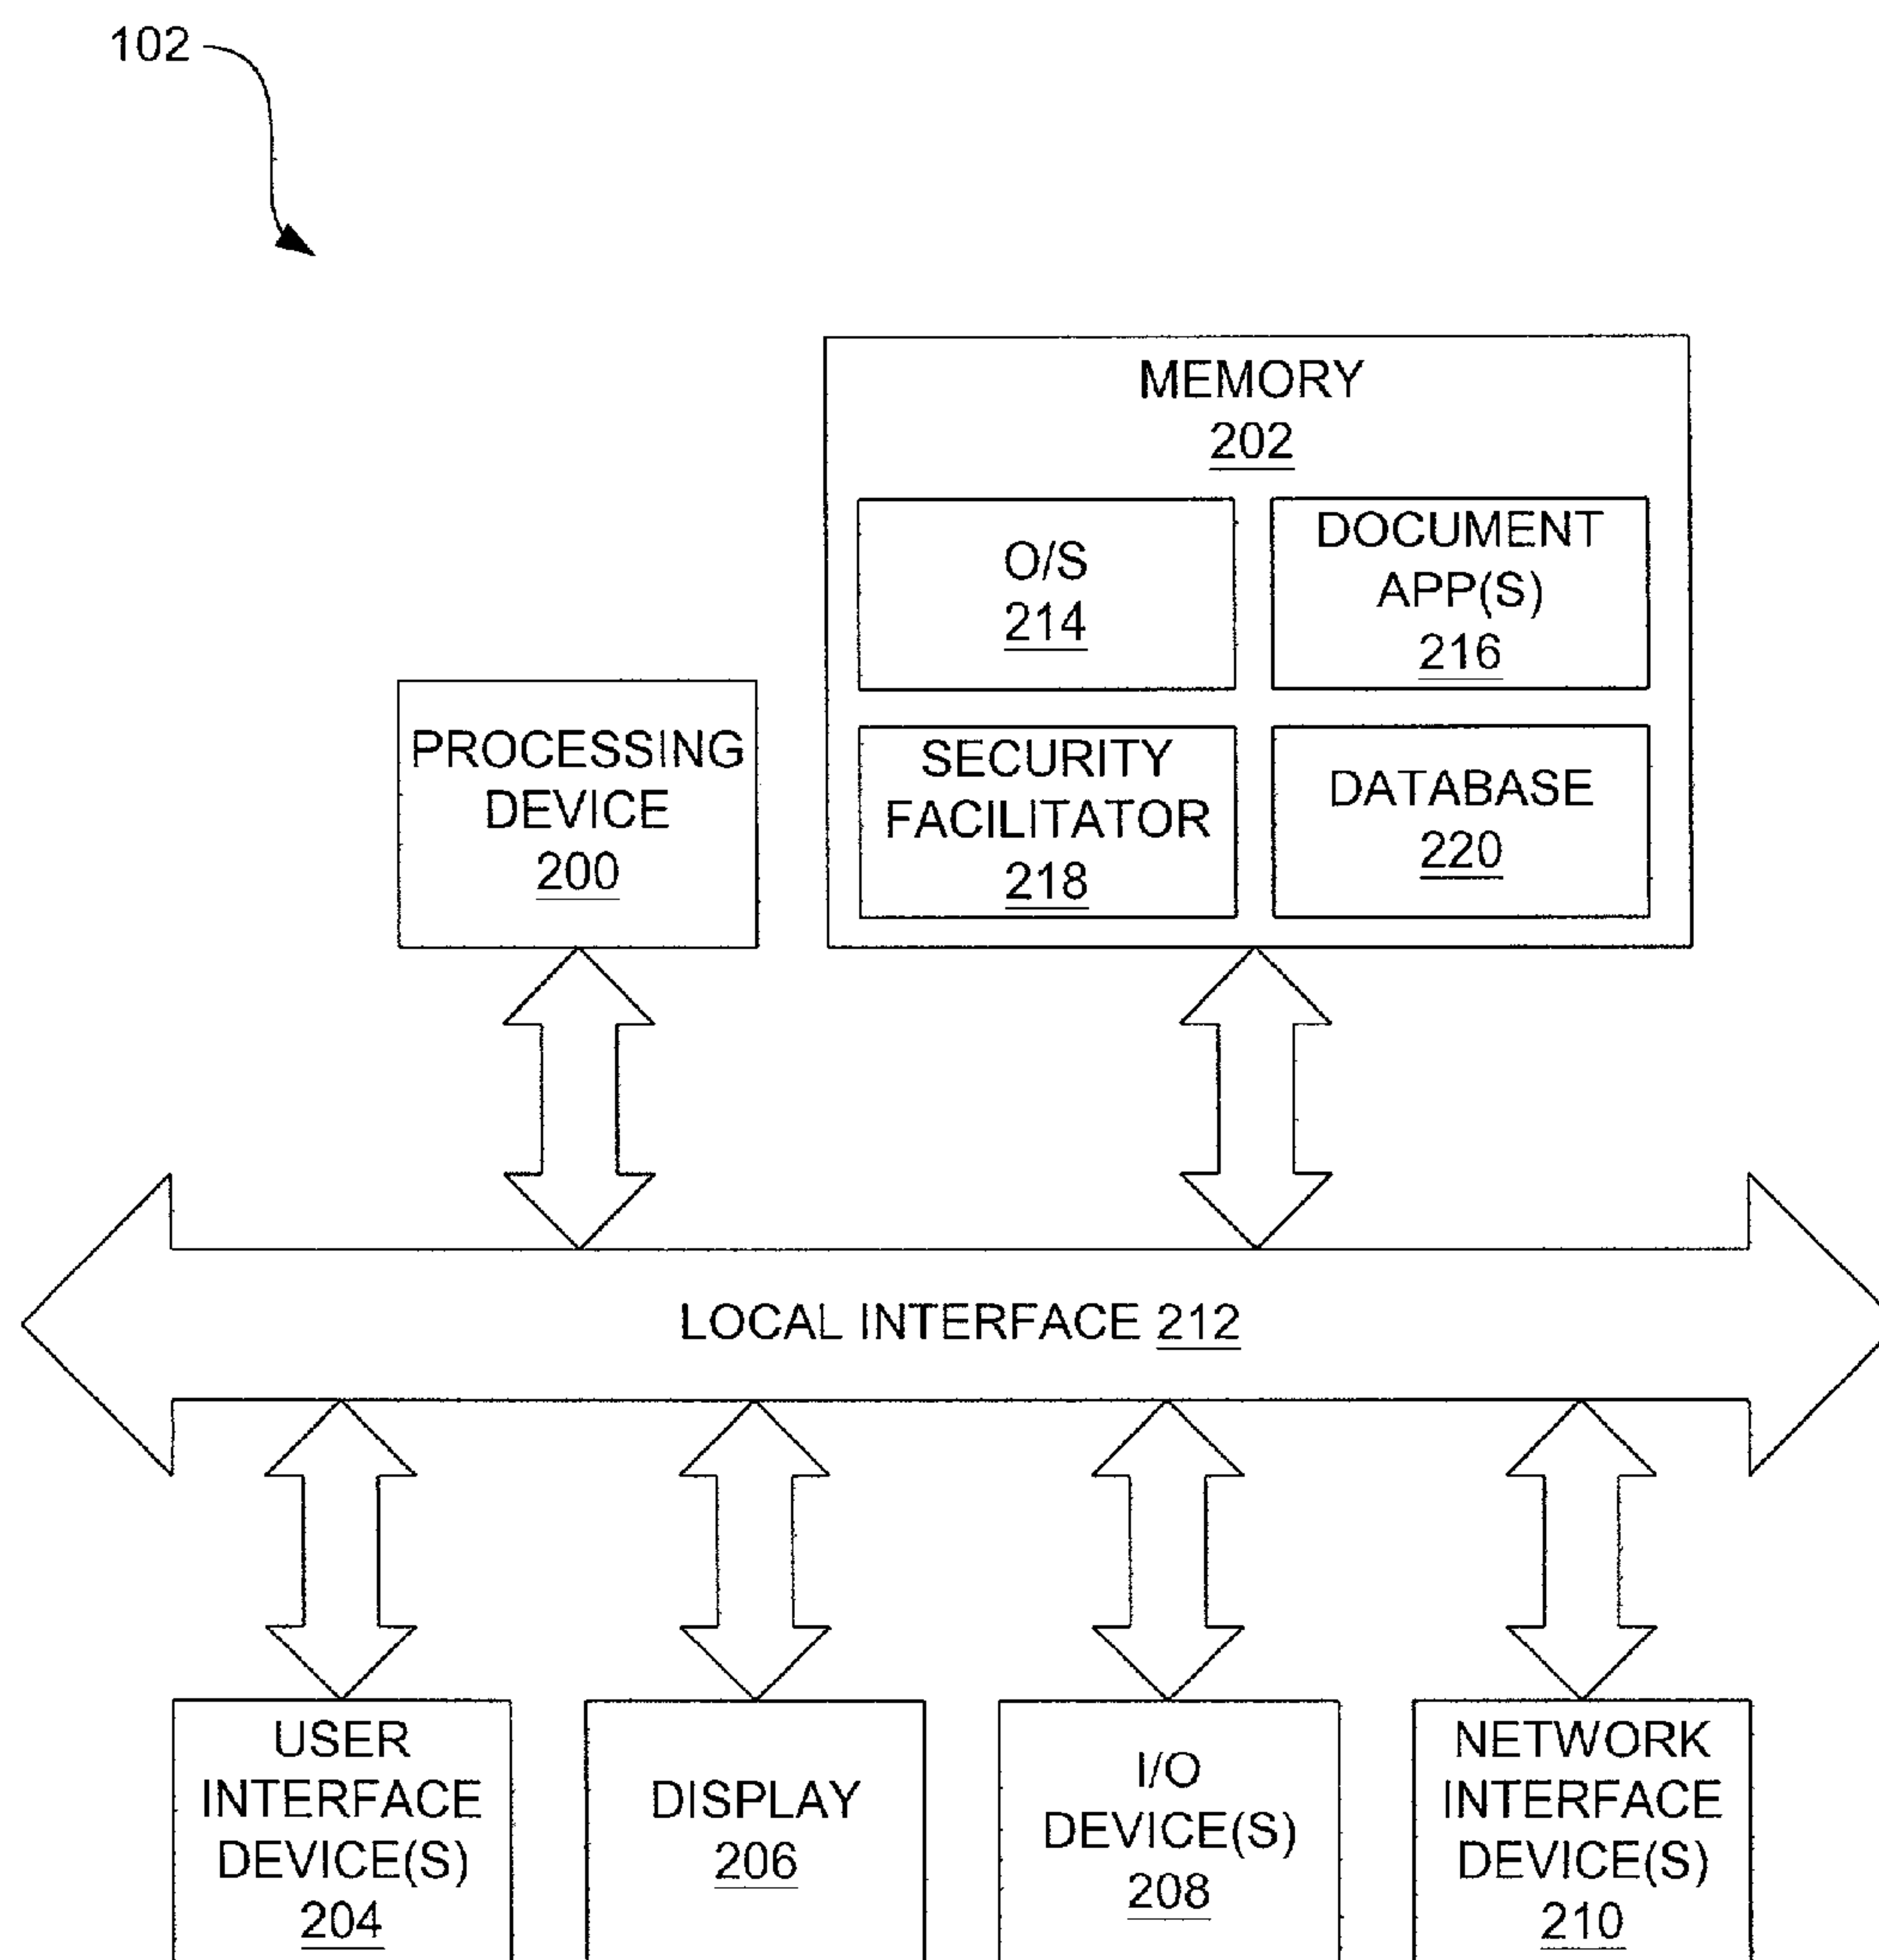 102
MEMORY
202
O/S
214
DOCUMENT
APP(S)
216
PROCESSING
DEVICE
200
SECURITY
FACILITATOR
218
DATABASE
220
LOCAL INTERFACE 212
USER
INTERFACE
DEVICE(S)
204
DISPLAY
206
I/O
DEVICE(S)
208
NETWORK
INTERFACE
DEVICE(S)
210